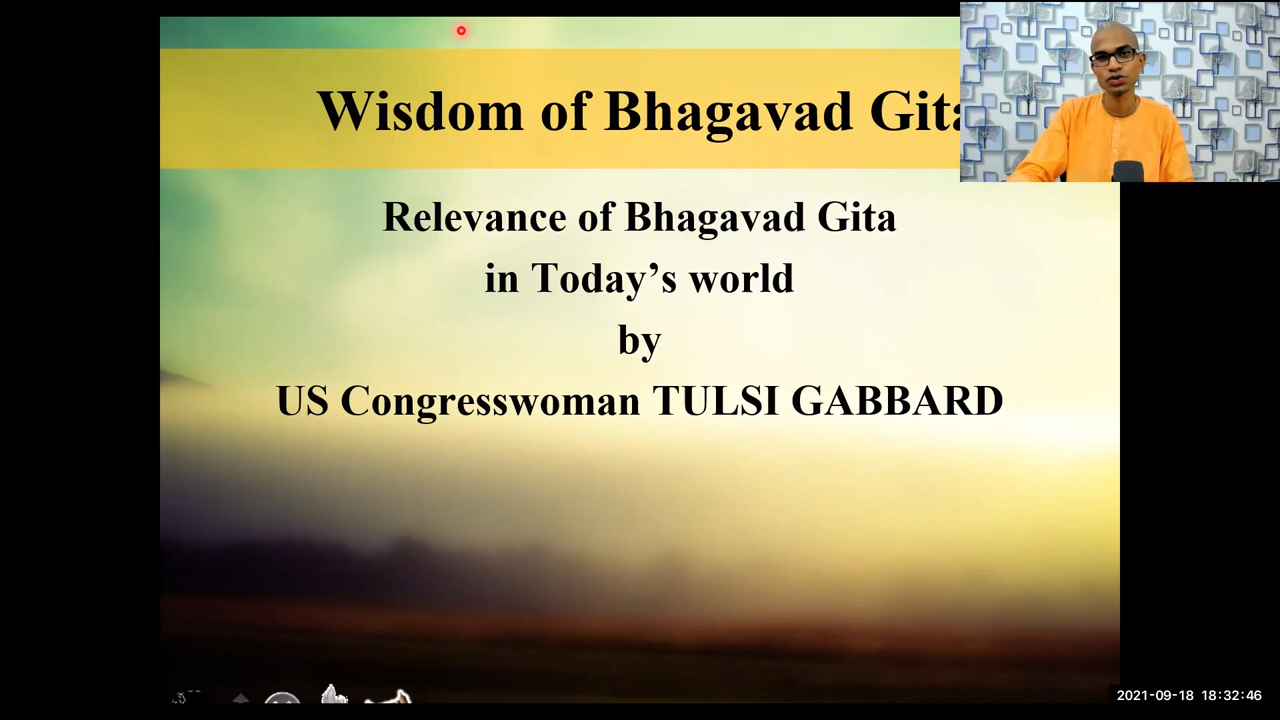 Wisdom of Bhagavad Gita
Relevance of Bhagavad Gita
in Today’s world
by
US Congresswoman TULSI GABBARD
2021-09-18 18:32:46